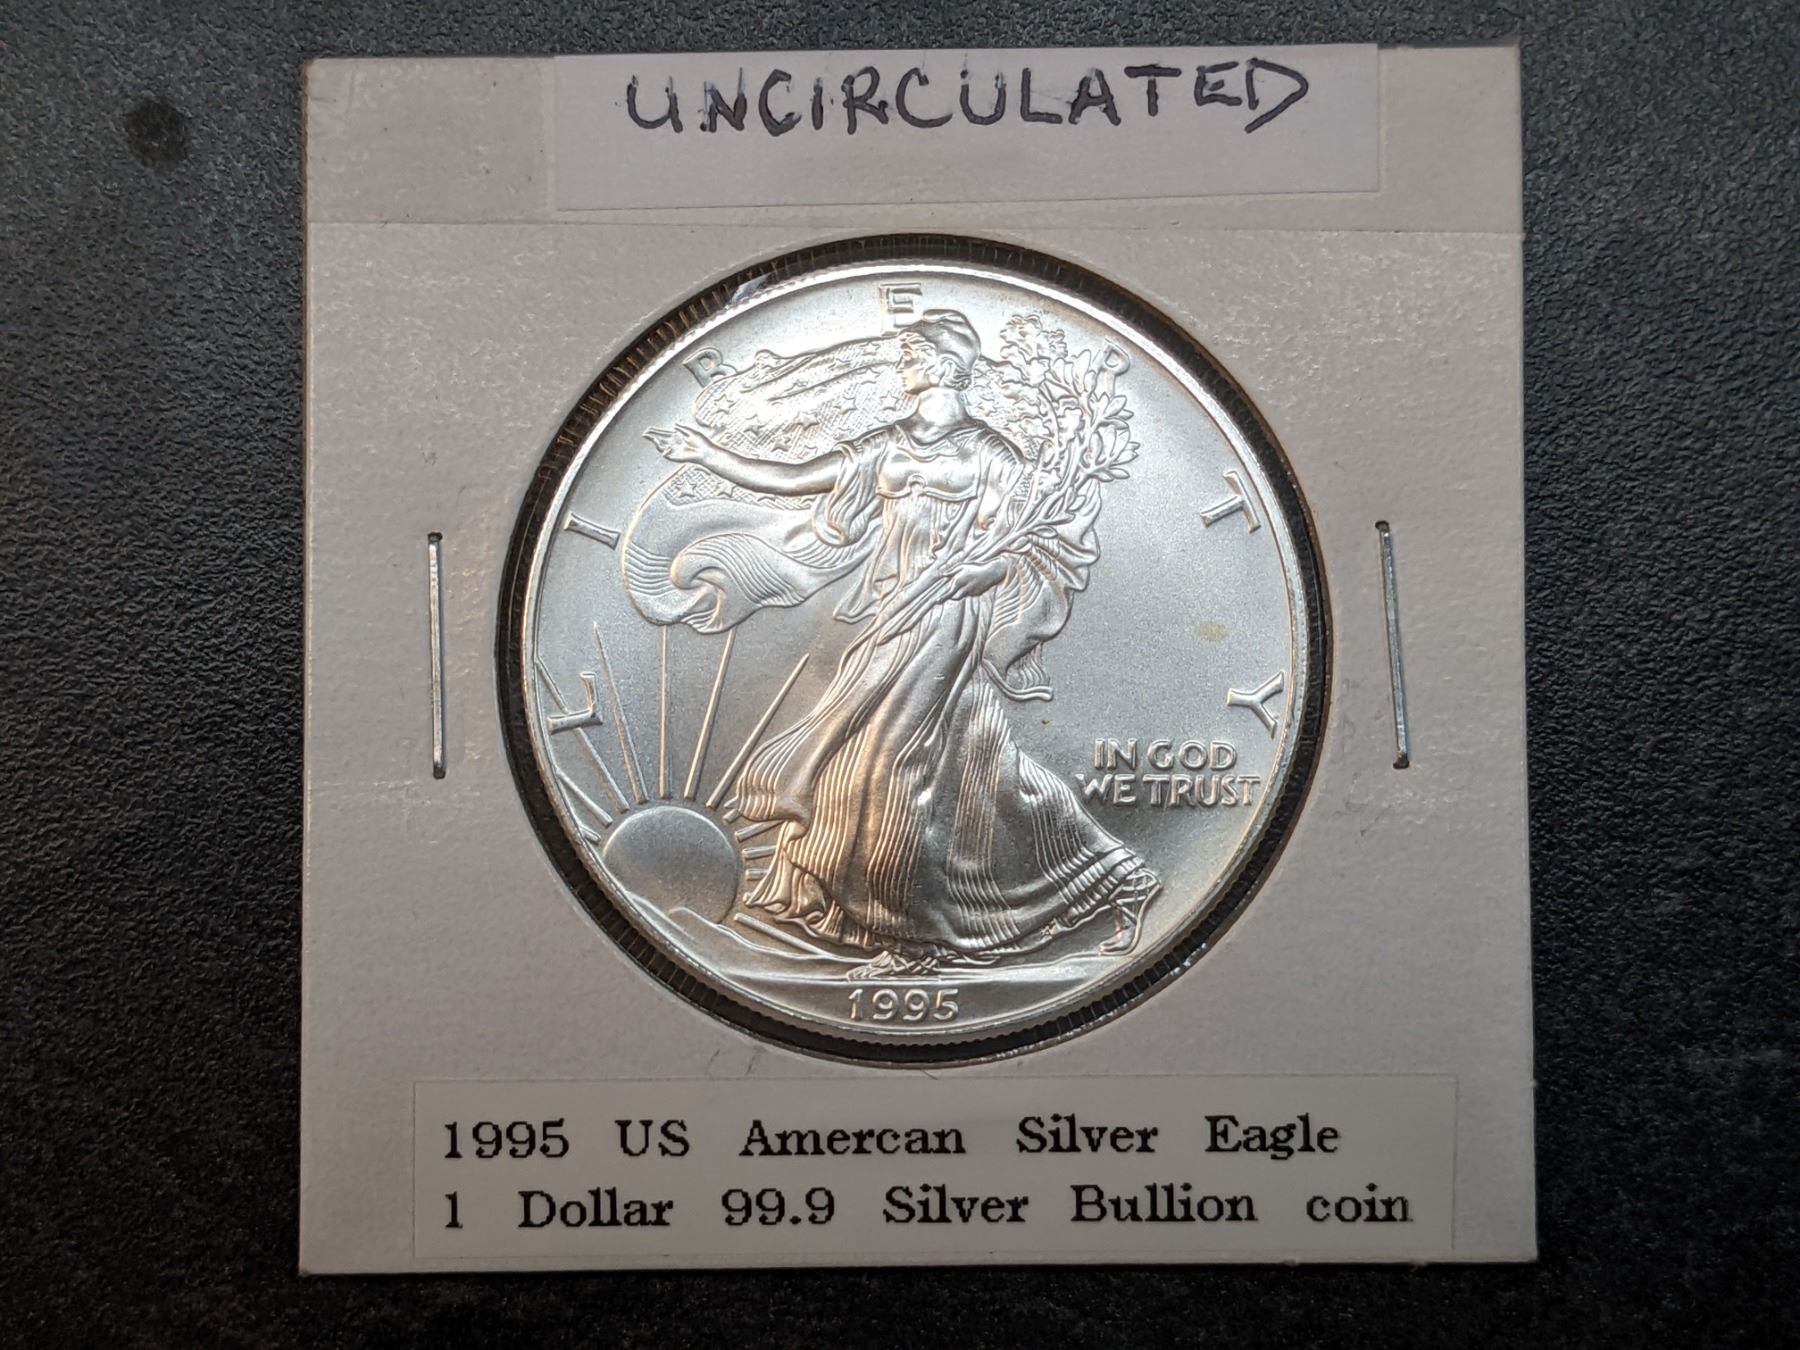 UNCIRCULATED
LIBERTY
IN GOD
WE TRUST
1995
1995 US Amercan Silver Eagle
1 Dollar 99.9 Silver Bullion coin